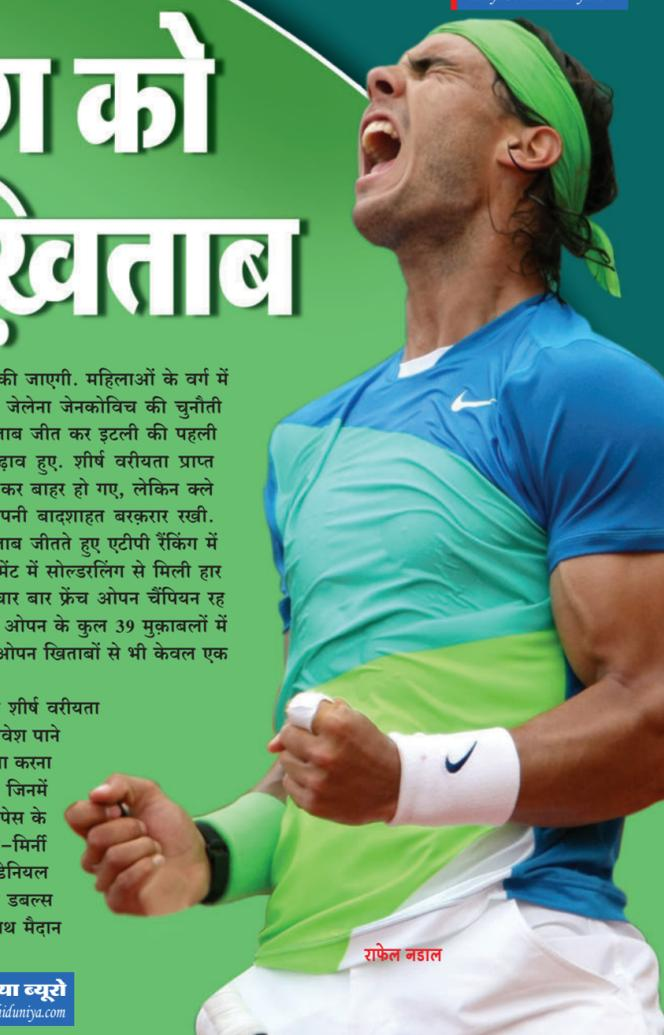 ग को
ख़िताब
की जाएगी. महिलाओं के वर्ग में
जेलेना जेनकोविच की चुनौती
ताब जीत कर इटली की पहली
ढ़ाव हुए. शीर्ष वरीयता प्राप्त
कर बाहर हो गए, लेकिन क्ले
पनी बादशाहत बरक़रार रखी.
ताब जीतते हुए एटीपी रैंकिंग में
मेंट में सोल्डरलिंग से मिली हार
चार बार फ्रेंच ओपन चैंपियन रह
ओपन के कुल 39 मुक़ाबलों में
ओपन खिताबों से भी केवल एक
शीर्ष वरीयता
वेश पाने
ा करना
जिनमें
पेस के
-मिर्नी
डेनियल
डबल्स
थ मैदान
राफेल नडाल
या ब्यूरो
iduniya.com